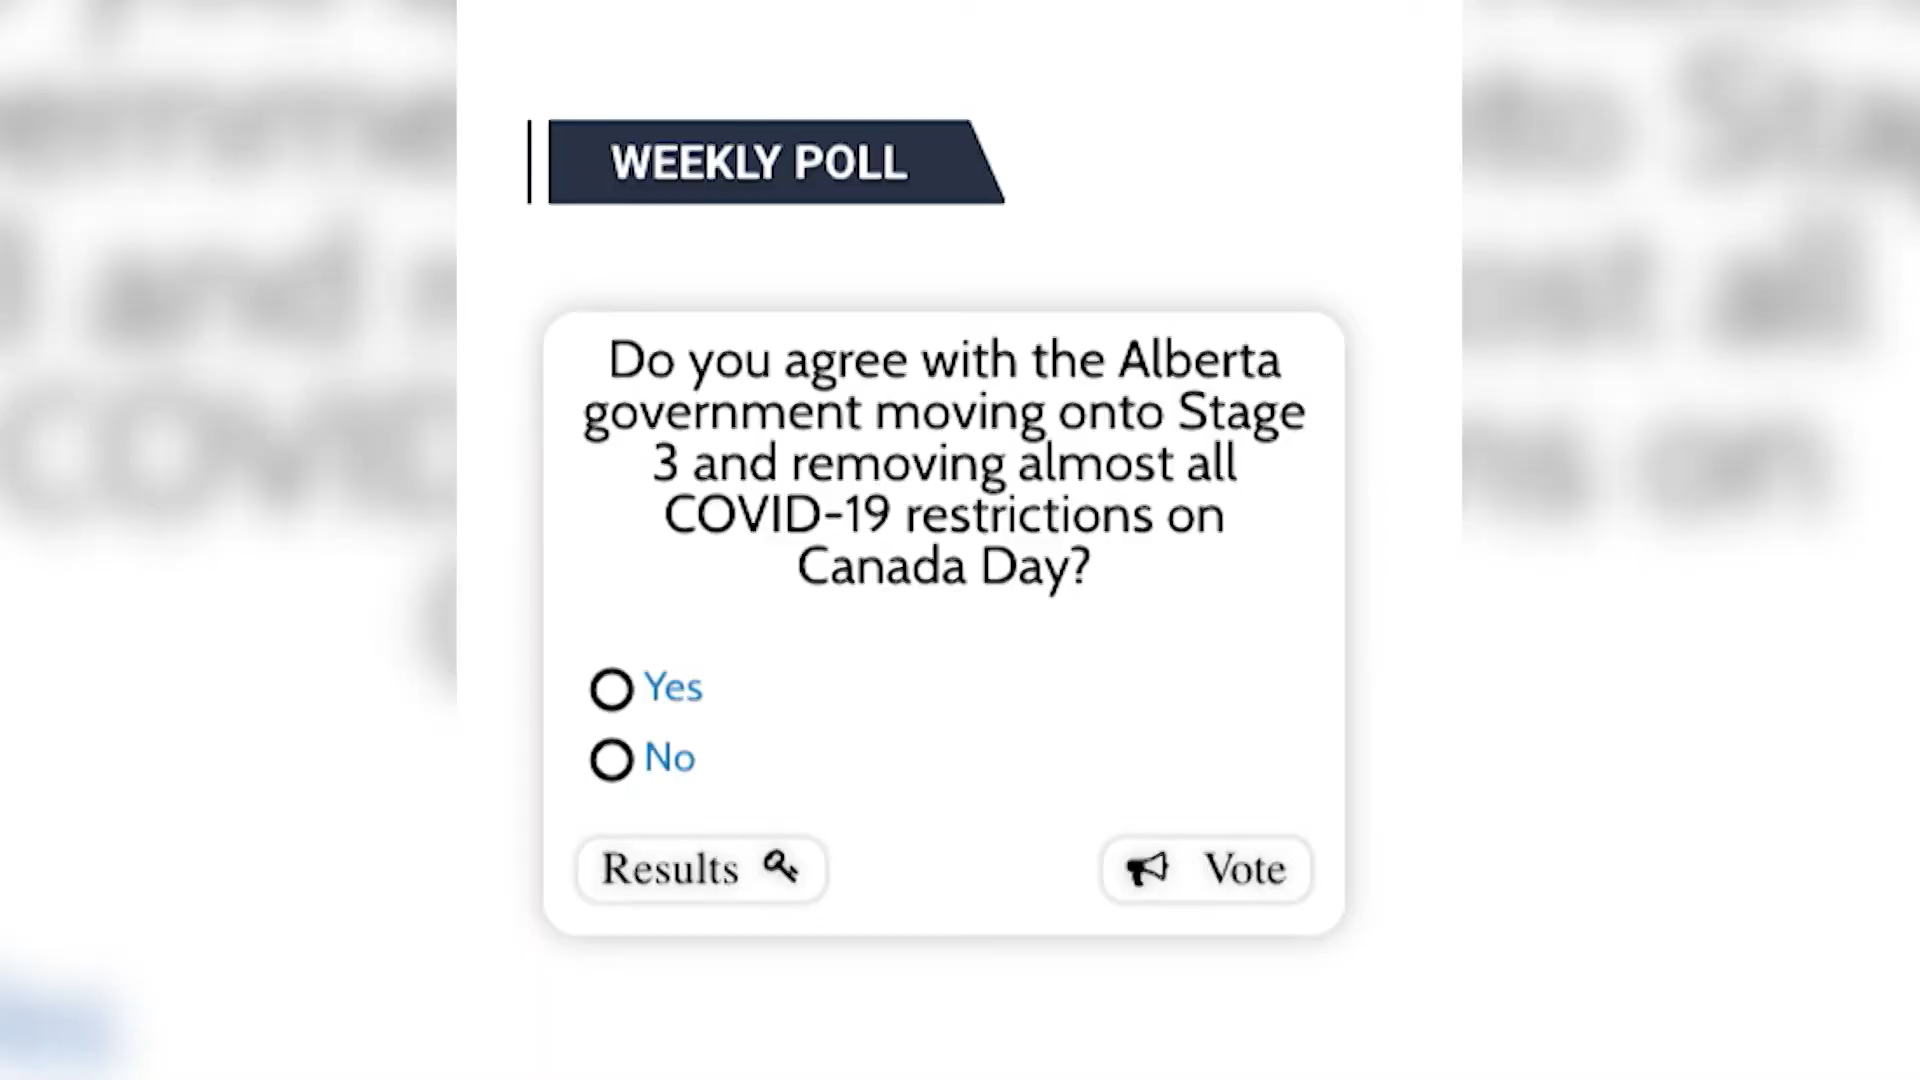 WEEKLY POLL
Do you agree with the Alberta
government moving onto Stage
3 and removing almost all
COVID-19 restrictions on
Canada Day?
Yes
No
Results
Vote